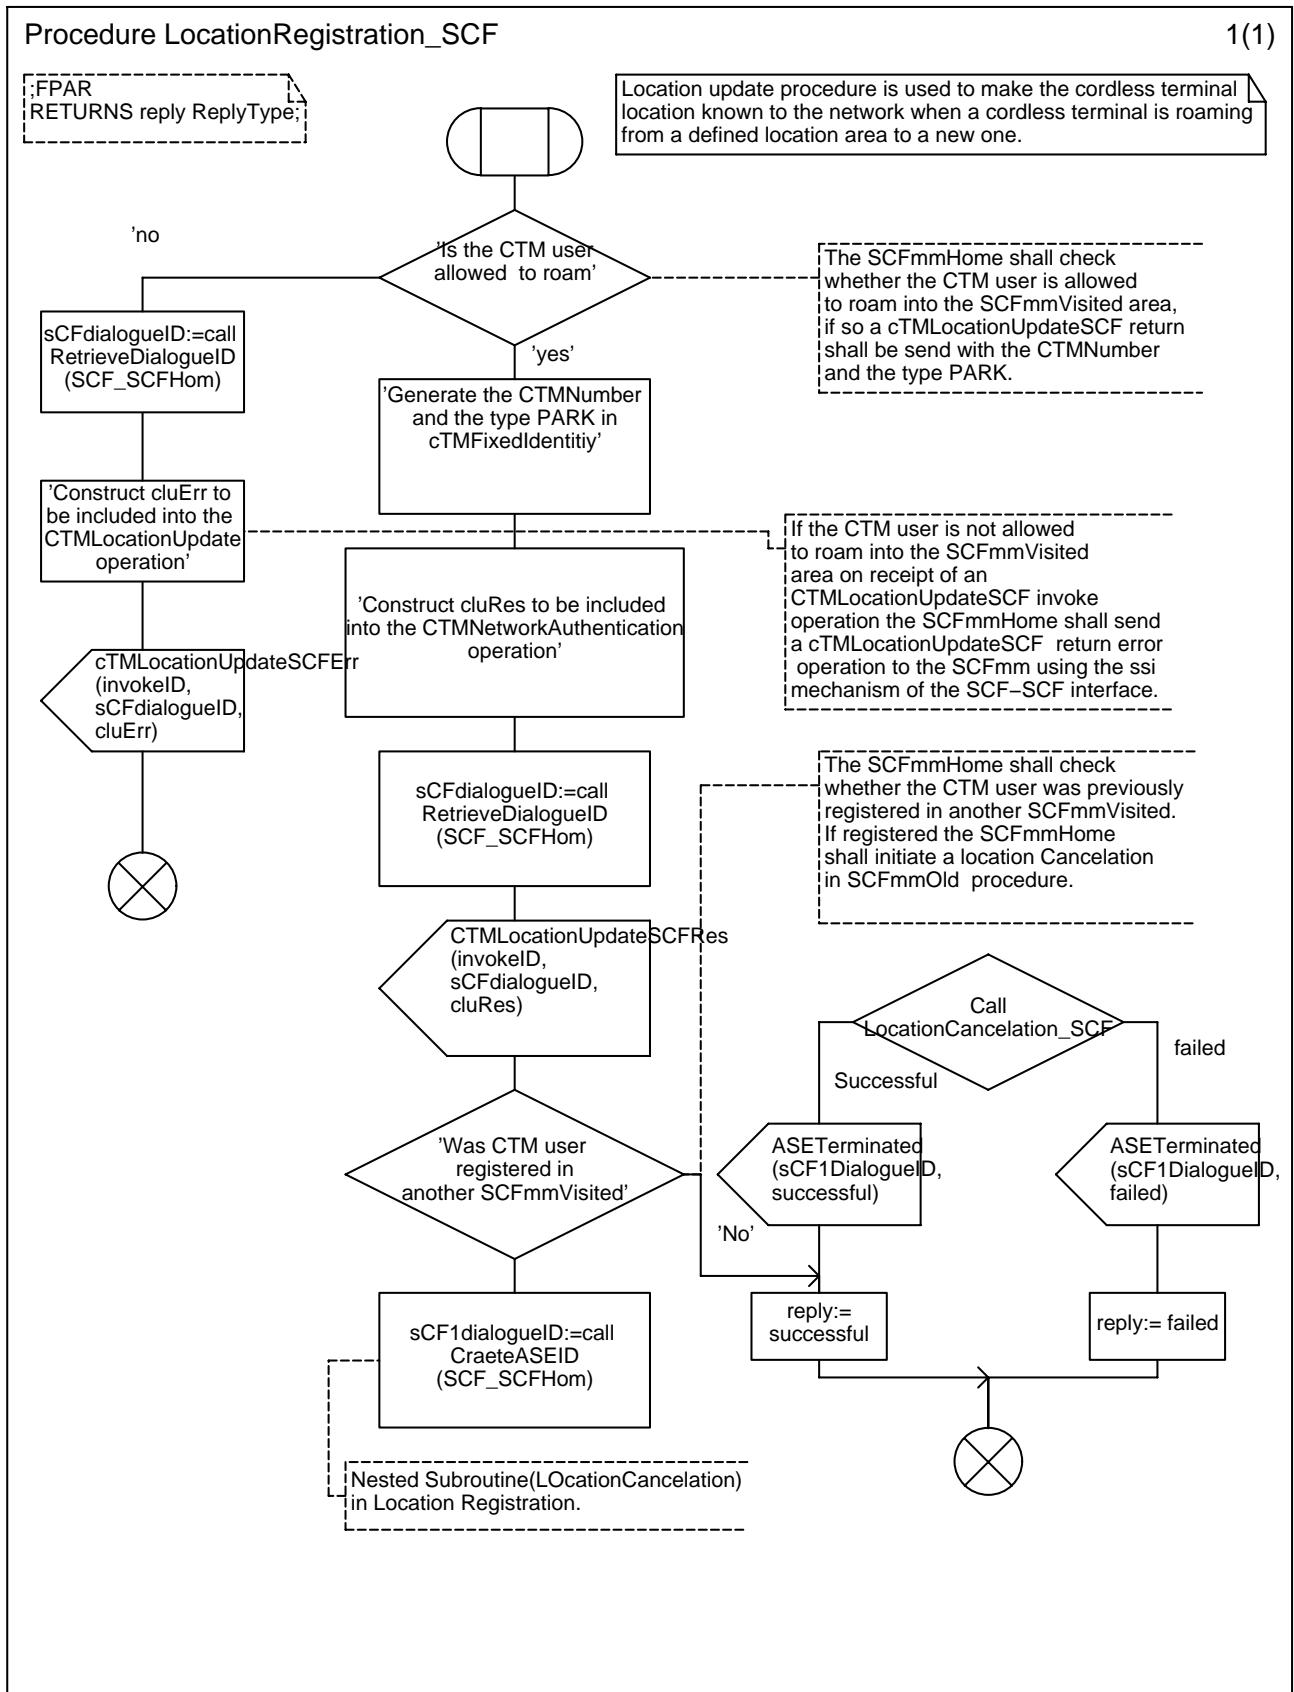 Procedure LocationRegistration_SCF
1(1)
;FPAR
RETURNS reply ReplyType;
Location update procedure is used to make the cordless terminal
location known to the network when a cordless terminal is roaming
from a defined location area to a new one.
'no
'Is the CTM user
allowed  to roam'
The SCFmmHome shall check
whether the CTM user is allowed
to roam into the SCFmmVisited area,
if so a cTMLocationUpdateSCF return
shall be send with the CTMNumber
and the type PARK.
sCFdialogueID:=call
RetrieveDialogueID
(SCF_SCFHom)
'yes'
'Generate the CTMNumber
and the type PARK in
cTMFixedIdentitiy'
'Construct cluErr to
be included into the
CTMLocationUpdate
operation'
If the CTM user is not allowed
to roam into the SCFmmVisited
area on receipt of an
CTMLocationUpdateSCF invoke
operation the SCFmmHome shall send
a cTMLocationUpdateSCF  return error
operation to the SCFmm using the ssi
mechanism of the SCF−SCF interface.
'Construct cluRes to be included
into the CTMNetworkAuthentication
operation'
cTMLocationUpdateSCFErr
(invokeID,
sCFdialogueID,
cluErr)
sCFdialogueID:=call
RetrieveDialogueID
(SCF_SCFHom)
The SCFmmHome shall check
whether the CTM user was previously
registered in another SCFmmVisited.
If registered the SCFmmHome
shall initiate a location Cancelation
in SCFmmOld  procedure.
CTMLocationUpdateSCFRes
(invokeID,
sCFdialogueID,
cluRes)
Call
LocationCancelation_SCF
Successful
failed
'Was CTM user
registered in
another SCFmmVisited'
ASETerminated
(sCF1DialogueID,
successful)
ASETerminated
(sCF1DialogueID,
failed)
'No'
sCF1dialogueID:=call
CraeteASEID
(SCF_SCFHom)
reply:=
successful
reply:= failed
Nested Subroutine(LOcationCancelation)
in Location Registration.